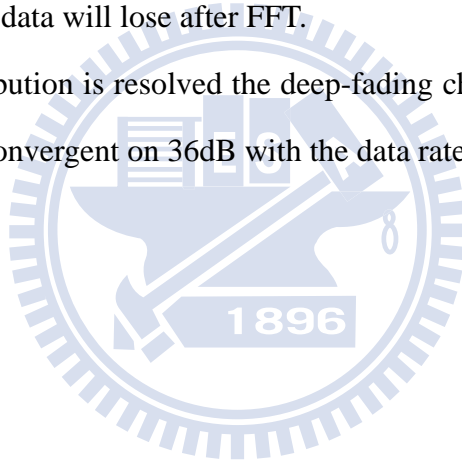 data will lose after FFT.
bution is resolved the deep-fading cl
onvergent on 36dB with the data rate
1896